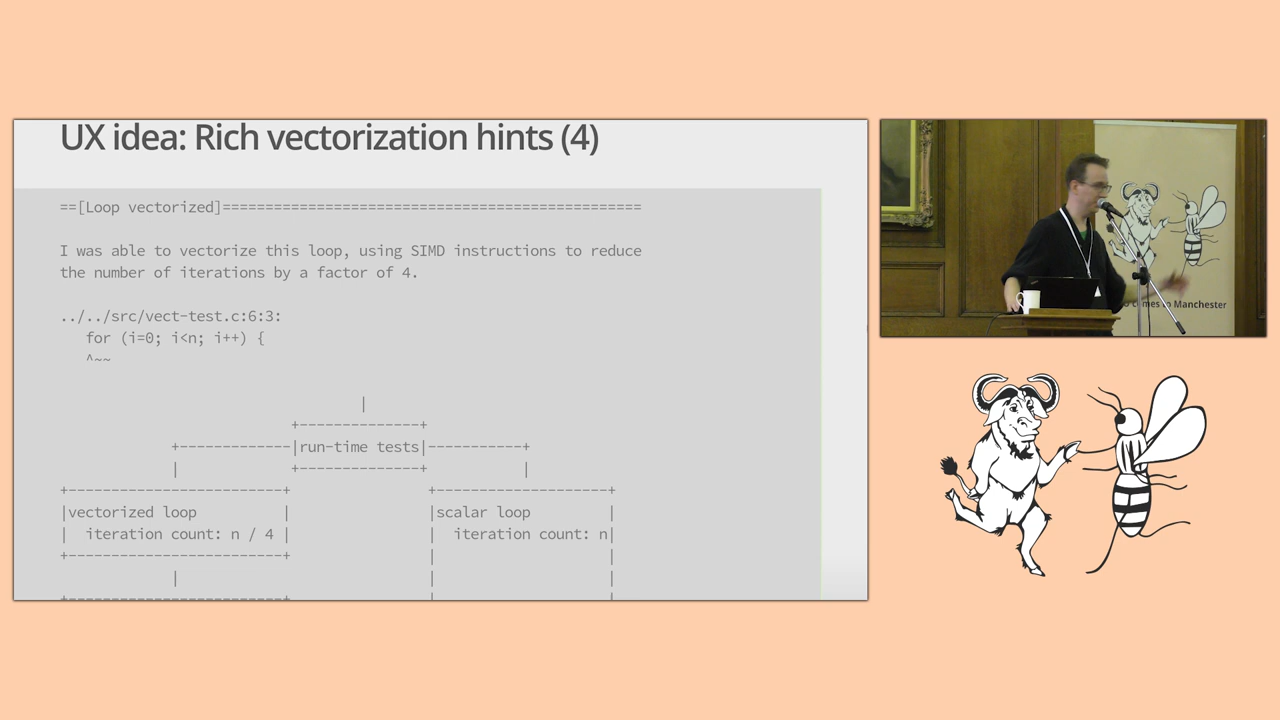 UX idea: Rich vectorization hints (4)
==[Loop vectorized]================================================
I was able to vectorize this loop, using SIMD instructions to reduce
the number of iterations by a factor of 4.
../../src/vect-test.c:6:3:
for (i=0; i<n; i++) {
^~~
|
+--------------+
+-------------|run-time tests|-----------+
| +--------------+ |
+-------------------------+ +--------------------+
|vectorized loop | |scalar loop |
| iteration count: n / 4 | | iteration count: n|
+-------------------------+ | |
| | |
+-------------------------+ | |
comes to Manchester